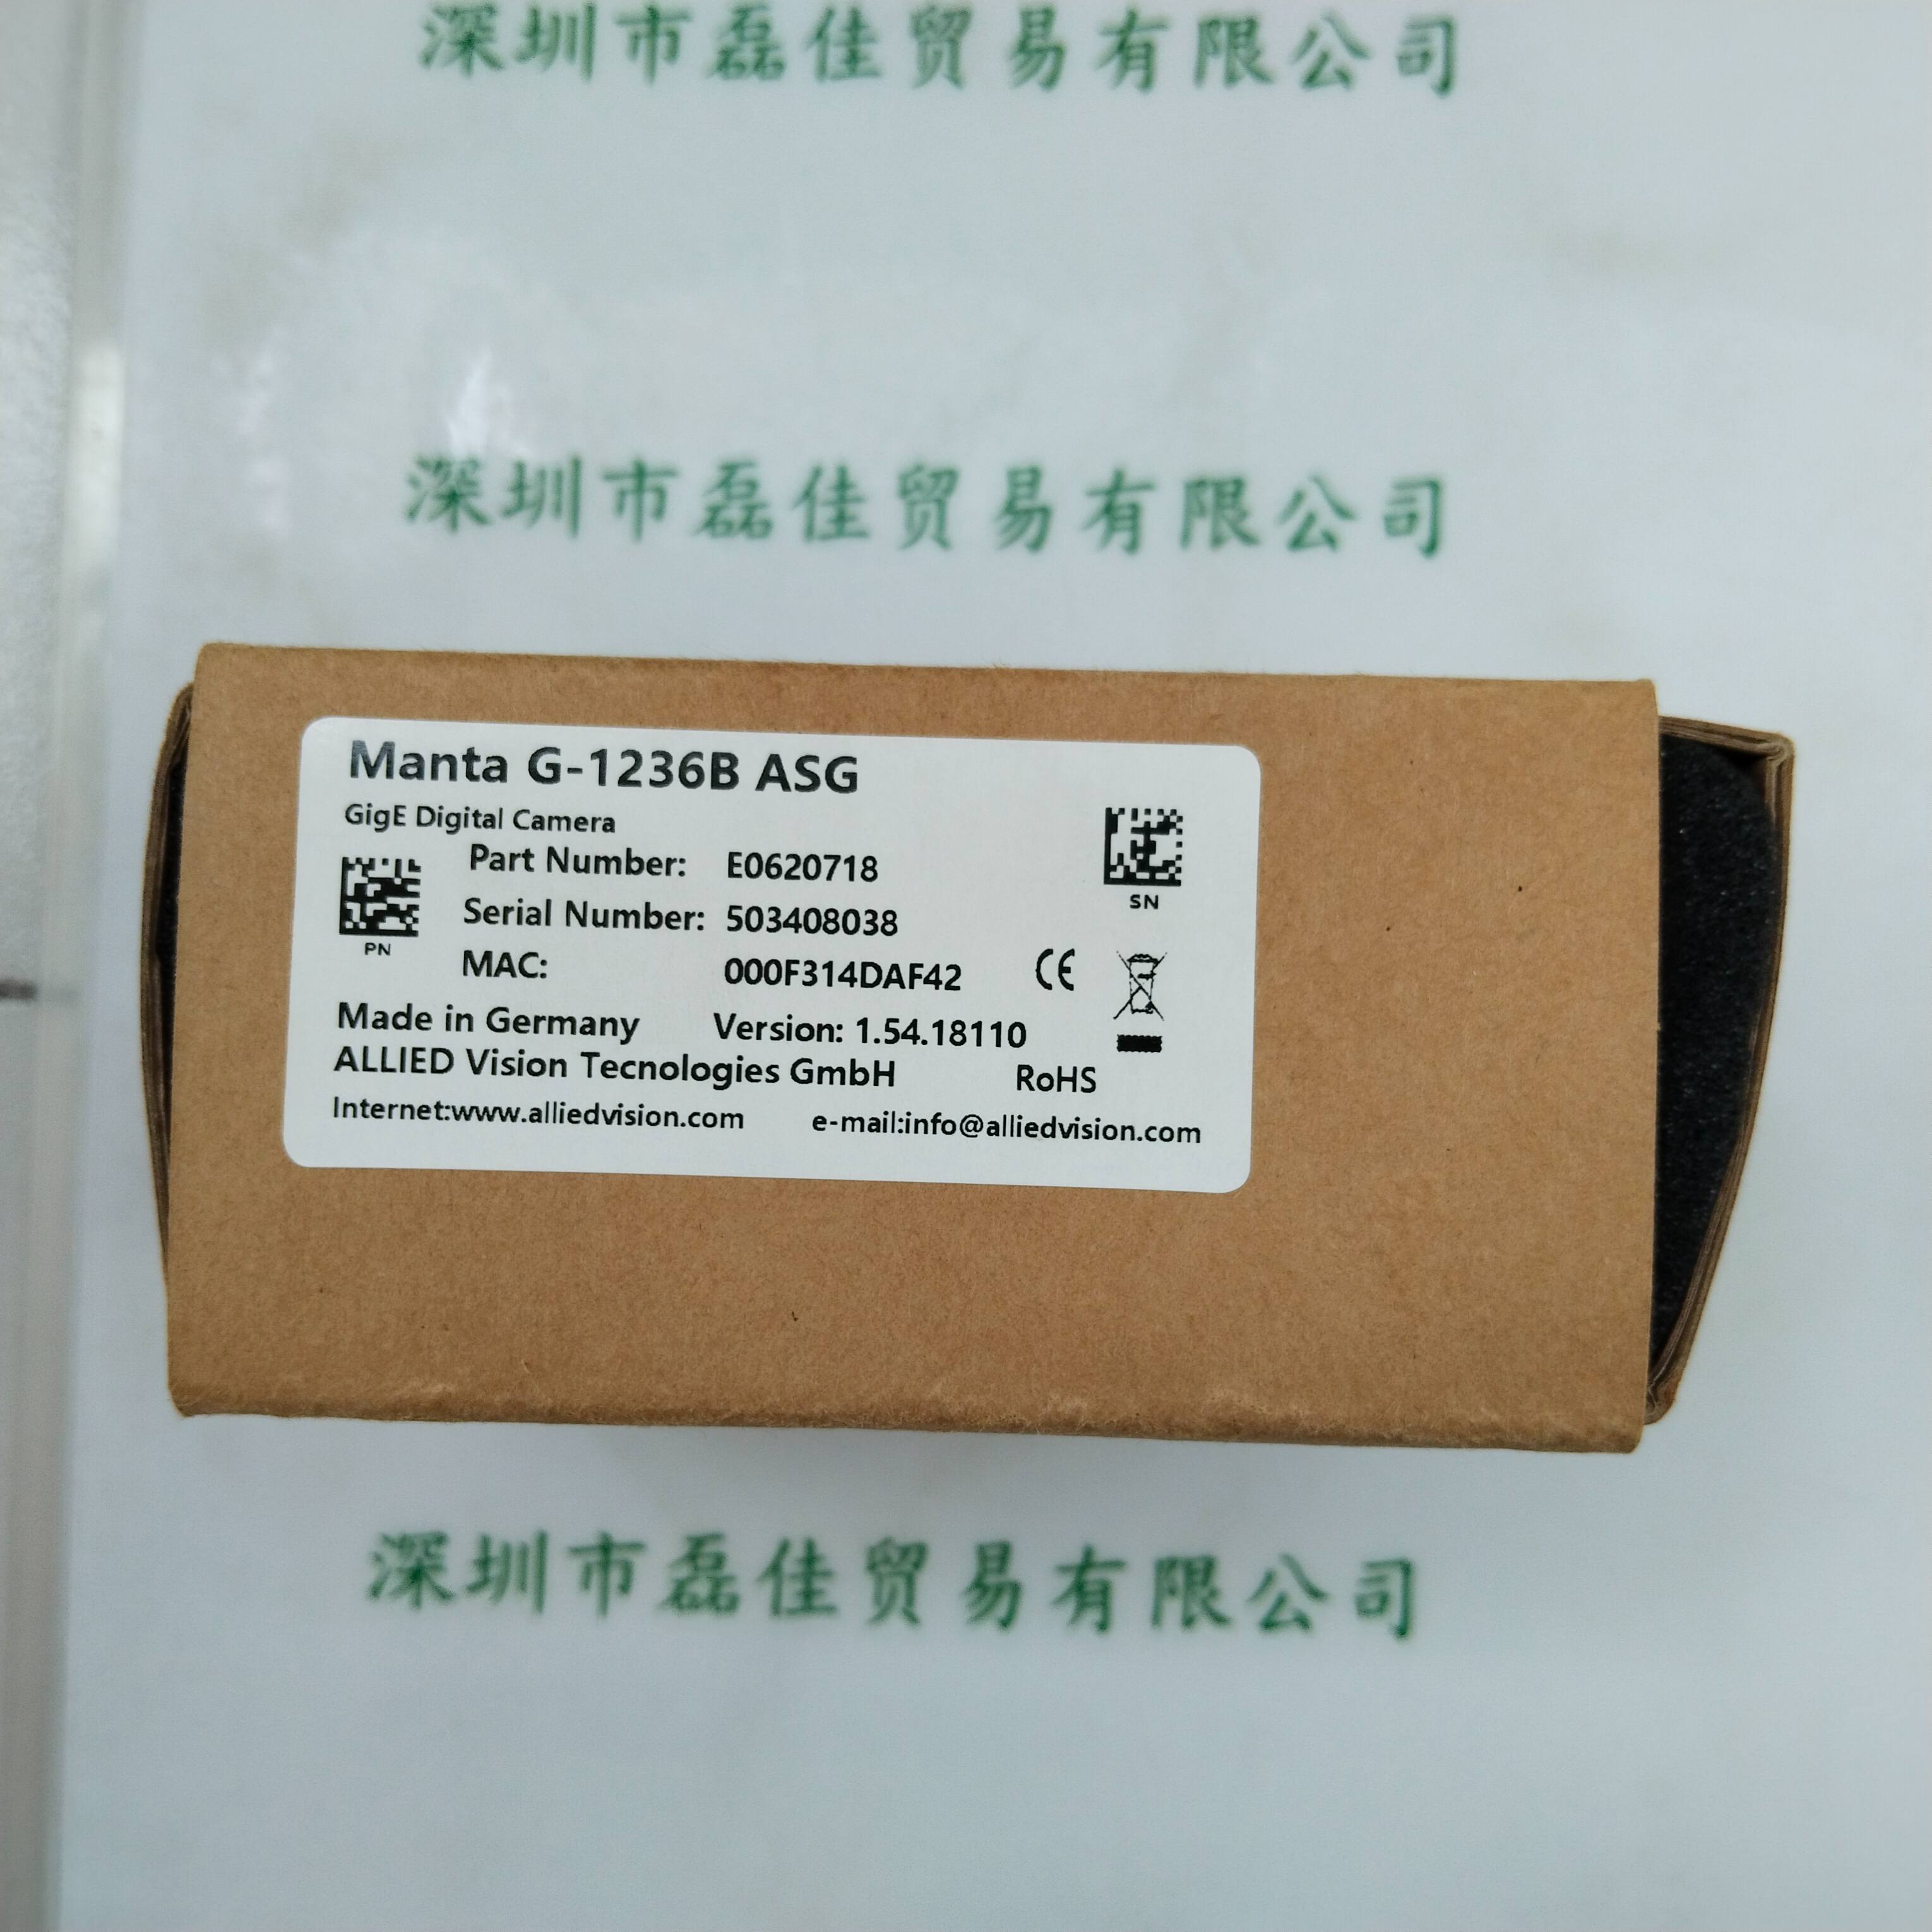 深圳市磊佳贸易有限公司
深圳市磊佳贸易有限公司
Manta G-1236B ASG
GigE Digital Camera
Part Number: E0620718
SN
Serial Number: 503408038
PN
MAC: 000F314DAF42 CE
Made in Germany Version: 1.54.18110
ALLIED Vision Tecnologies GmbH RoHS
Internet:www.alliedvision.com e-mail:info@alliedvision.com
深圳市磊佳贸易有限公司